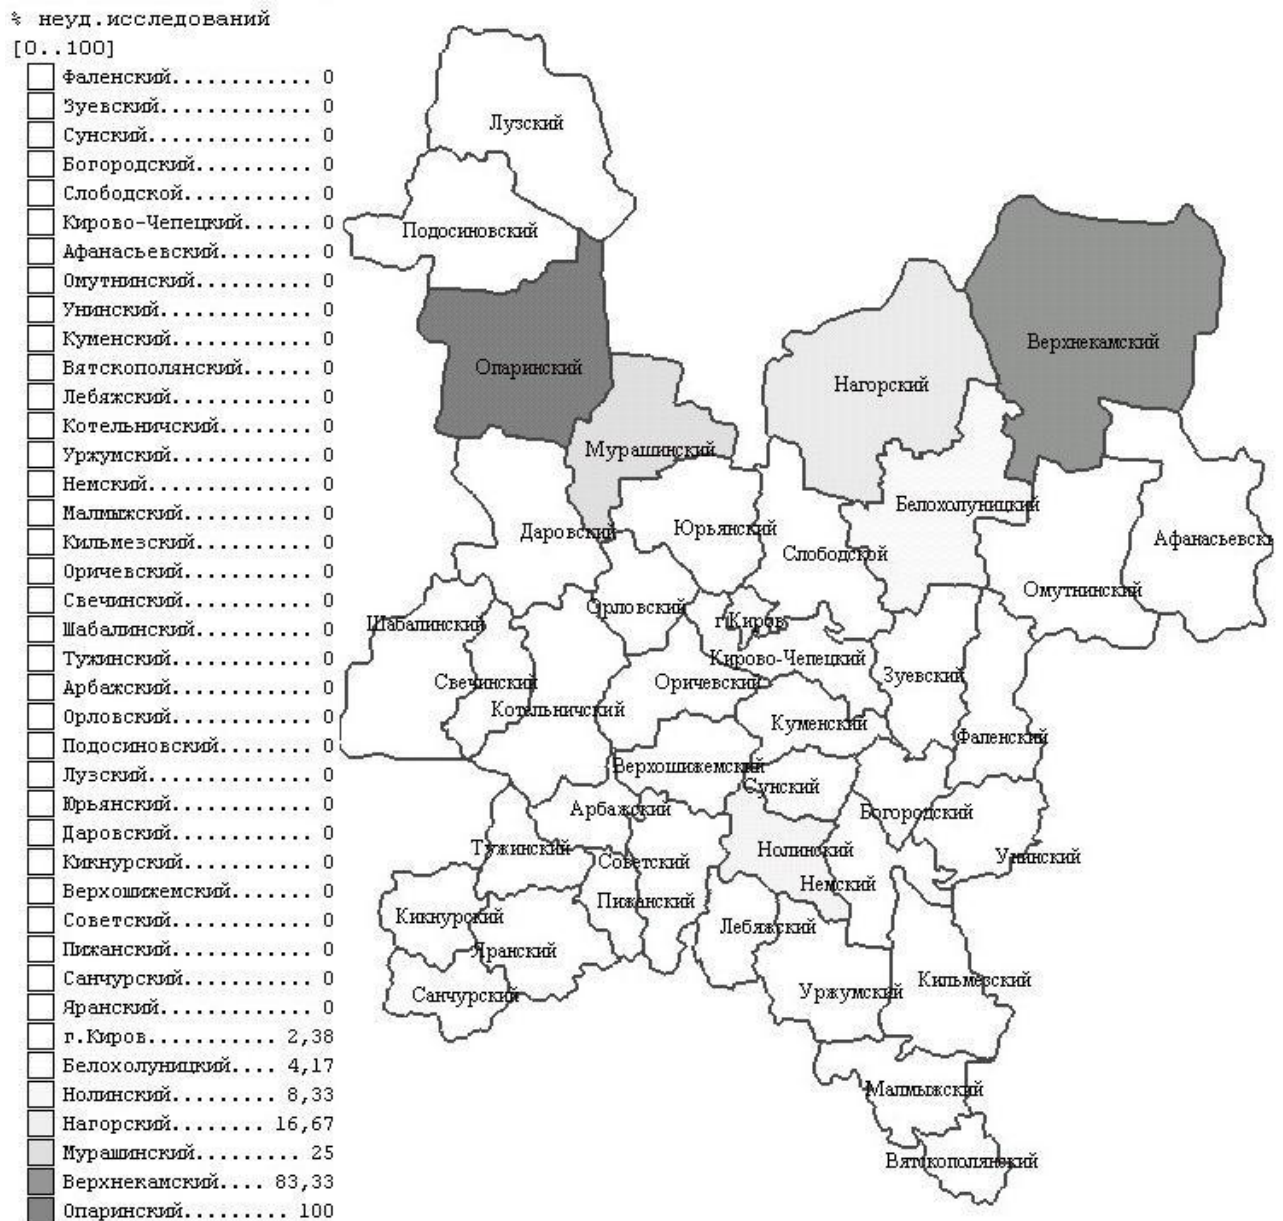 % неуд.исследований
[0..100]
Фаленский............ 0
Зуевский............. 0
Сунский.............. 0
Богородский.......... 0
Слободской........... 0
Кирово-Чепецкий...... 0
Афанасьевский........ 0
Омутнинский.......... 0
Унинский............. 0
Куменский............ 0
Вятскополянский...... 0
Лебяжский............ 0
Котельничский........ 0
Уржумский............ 0
Немский.............. 0
Малмыжский........... 0
Кильмезский.......... 0
Оричевский........... 0
Свечинский........... 0
Шабалинский.......... 0
Тужинский............ 0
Арбажский............ 0
Орловский............ 0
Подосиновский........ 0
Лузский.............. 0
Юрьянский............ 0
Даровский............ 0
Кикнурский........... 0
Верхошижемский....... 0
Советский............ 0
Пижанский............ 0
Санчурский........... 0
Яранский............. 0
г.Киров........... 2,38
Белохолуницкий.... 4,17
Нолинский......... 8,33
Нагорский........ 16,67
Мурашинский......... 25
Верхнекамский.... 83,33
Опаринский......... 100
Лузский
Подосиновский
Верхнекамский
Опаринский
Нагорский
Мурашинский
Белохолуницкий
Даровский
Юрьянский
Слободской
Афанасьевск
Омутнинский
Орловский
г.Киров
Шабалинский
Кирово-Чепецкий
Зуевский
Свечинский
Оричевский
Котельничский
Куменский
Фаленский
Верхошижемский
Сунский
Арбажский
Богородский
Тужинский
Советский
Нолинский
Унинский
Немский
Пижанский
Кикнурский
Лебяжский
Яранский
Санчурский
Уржумский
Кильмезский
Малмыжский
Вятскополянский